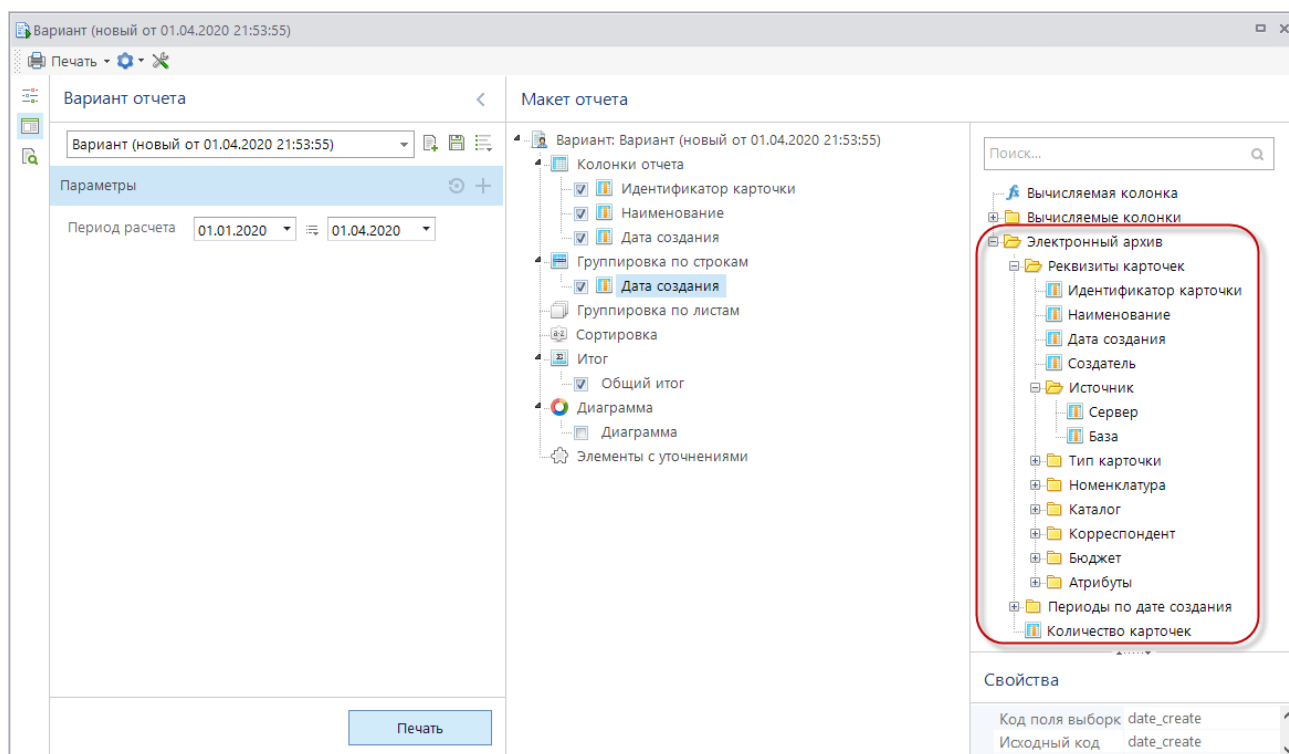 Вариант (новый от 01.04.2020 21:53:55)
Печать
Вариант отчета
Вариант (новый от 01.04.2020 21:53:55)
Параметры
Период расчета 01.01.2020 01.04.2020
Печать
Макет отчета
Вариант: Вариант (новый от 01.04.2020 21:53:55)
Колонки отчета
Идентификатор карточки
Наименование
Дата создания
Группировка по строкам
Дата создания
Группировка по листам
Сортировка
Итог
Общий итог
Диаграмма
Диаграмма
Элементы с уточнениями
Поиск...
Вычисляемая колонка
Вычисляемые колонки
Электронный архив
Реквизиты карточек
Идентификатор карточки
Наименование
Дата создания
Создатель
Источник
Сервер
База
Тип карточки
Номенклатура
Каталог
Корреспондент
Бюджет
Атрибуты
Периоды по дате создания
Количество карточек
Свойства
Код поля выборк date_create
Исходный код date_create